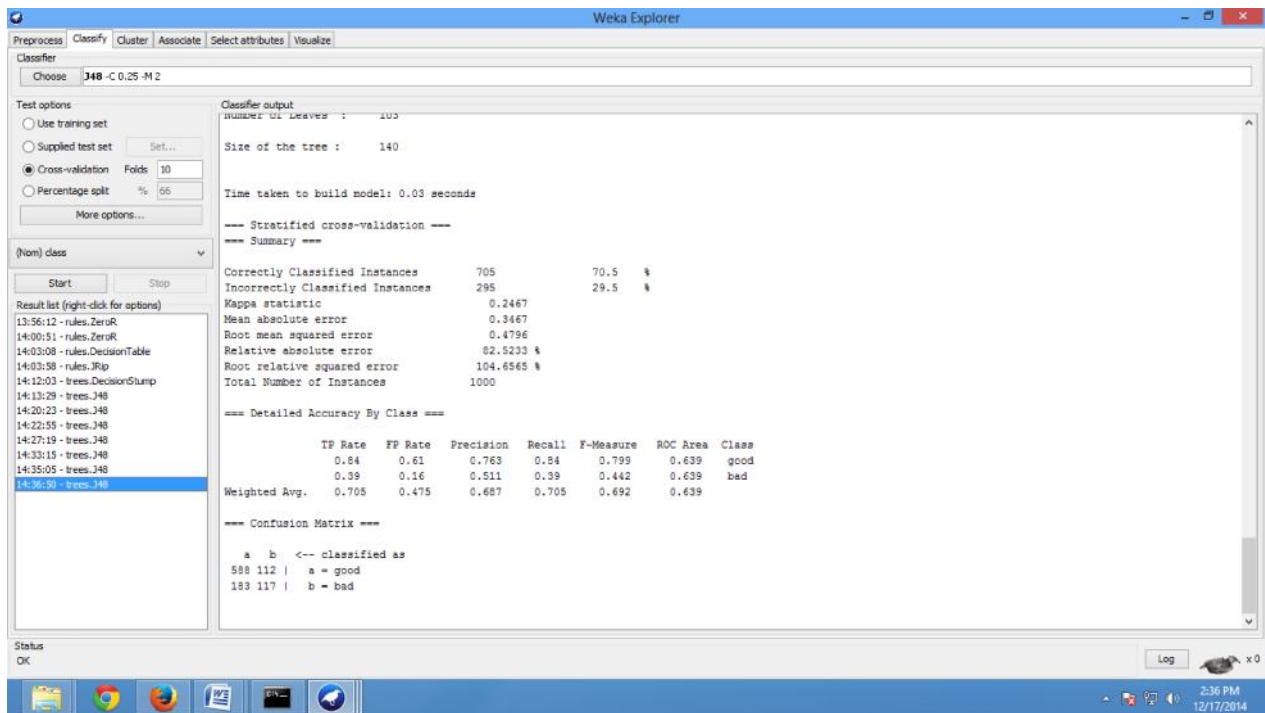 Weka Explorer
Preprocess Classify Cluster Associate Select attributes Visualize
Classifier
Choose J48 -C 0.25 -M 2
Test options
Use training set
Supplied test set Set...
Cross-validation Folds 10
Percentage split % 66
More options...
(Nom) class
Start Stop
Result list (right-click for options)
13:56:12 - rules.ZeroR
14:00:51 - rules.ZeroR
14:03:08 - rules.DecisionTable
14:03:58 - rules.JRip
14:12:03 - trees.DecisionStump
14:13:29 - trees.J48
14:20:23 - trees.J48
14:22:55 - trees.J48
14:27:19 - trees.J48
14:33:15 - trees.J48
14:35:05 - trees.J48
14:36:50 - trees.J48
Classifier output
Number of Leaves : 103
Size of the tree : 140
Time taken to build model: 0.03 seconds
=== Stratified cross-validation ===
=== Summary ===
Correctly Classified Instances 705 70.5 %
Incorrectly Classified Instances 295 29.5 %
Kappa statistic 0.2467
Mean absolute error 0.3467
Root mean squared error 0.4796
Relative absolute error 82.5233 %
Root relative squared error 104.6565 %
Total Number of Instances 1000
=== Detailed Accuracy By Class ===
TP Rate FP Rate Precision Recall F-Measure ROC Area Class
0.84 0.61 0.763 0.84 0.799 0.639 good
0.39 0.16 0.511 0.39 0.442 0.639 bad
Weighted Avg. 0.705 0.475 0.687 0.705 0.692 0.639
=== Confusion Matrix ===
a b <-- classified as
588 112 | a = good
183 117 | b = bad
Status
OK
Log x 0
2:36 PM
12/17/2014